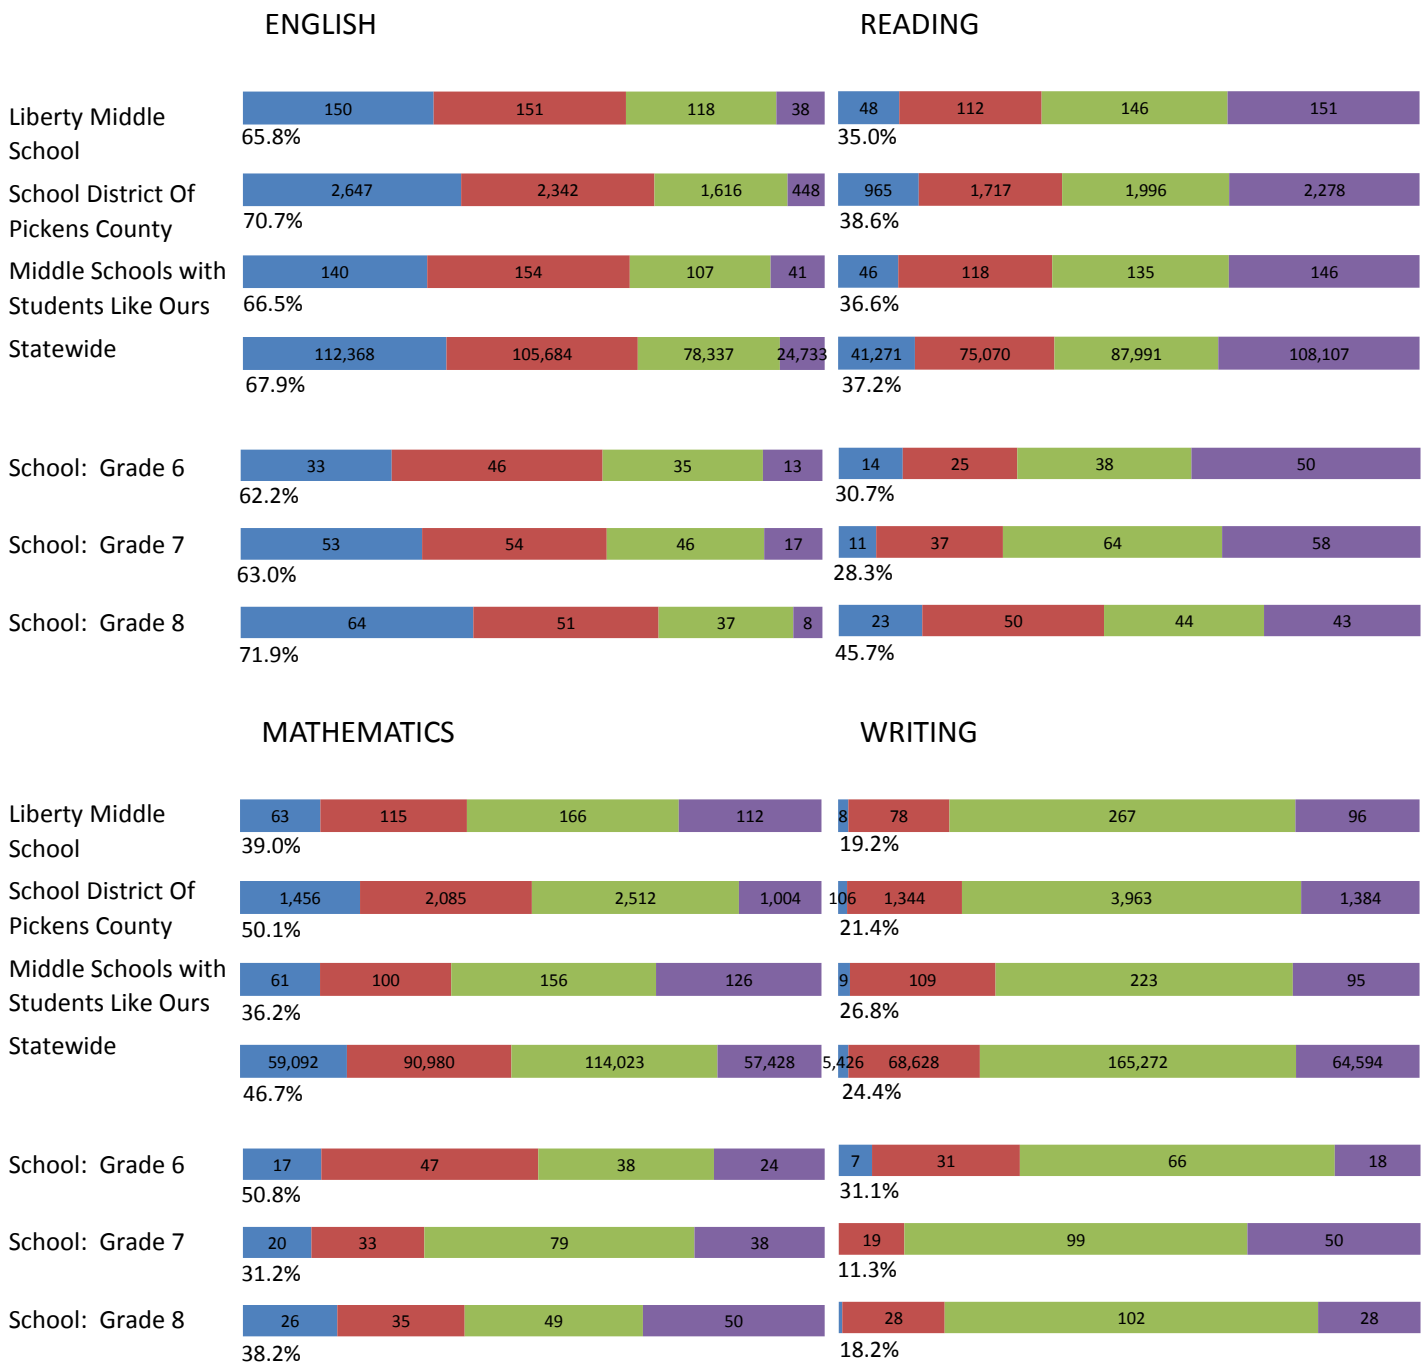 ENGLISH READING
Liberty Middle School
150 151 118 38
65.8%
48 112 146 151
35.0%
School District Of Pickens County
2,647 2,342 1,616 448
70.7%
965 1,717 1,996 2,278
38.6%
Middle Schools with Students Like Ours
140 154 107 41
66.5%
46 118 135 146
36.6%
Statewide
112,368 105,684 78,337 24,733
67.9%
41,271 75,070 87,991 108,107
37.2%
School: Grade 6
33 46 35 13
62.2%
14 25 38 50
30.7%
School: Grade 7
53 54 46 17
63.0%
11 37 64 58
28.3%
School: Grade 8
64 51 37 8
71.9%
23 50 44 43
45.7%
MATHEMATICS WRITING
Liberty Middle School
63 115 166 112
39.0%
8 78 267 96
19.2%
School District Of Pickens County
1,456 2,085 2,512 1,004
50.1%
106 1,344 3,963 1,384
21.4%
Middle Schools with Students Like Ours
61 100 156 126
36.2%
9 109 223 95
26.8%
Statewide
59,092 90,980 114,023 57,428
46.7%
5,426 68,628 165,272 64,594
24.4%
School: Grade 6
17 47 38 24
50.8%
7 31 66 18
31.1%
School: Grade 7
20 33 79 38
31.2%
19 99 50
11.3%
School: Grade 8
26 35 49 50
38.2%
28 102 28
18.2%